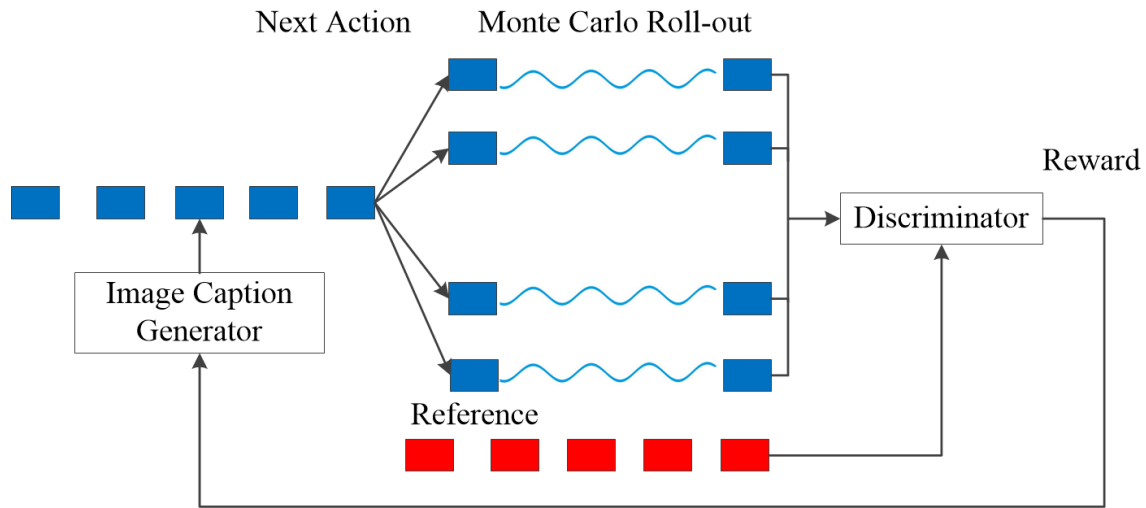 Next Action
Monte Carlo Roll-out
Reward
Discriminator
Image Caption
Generator
Reference